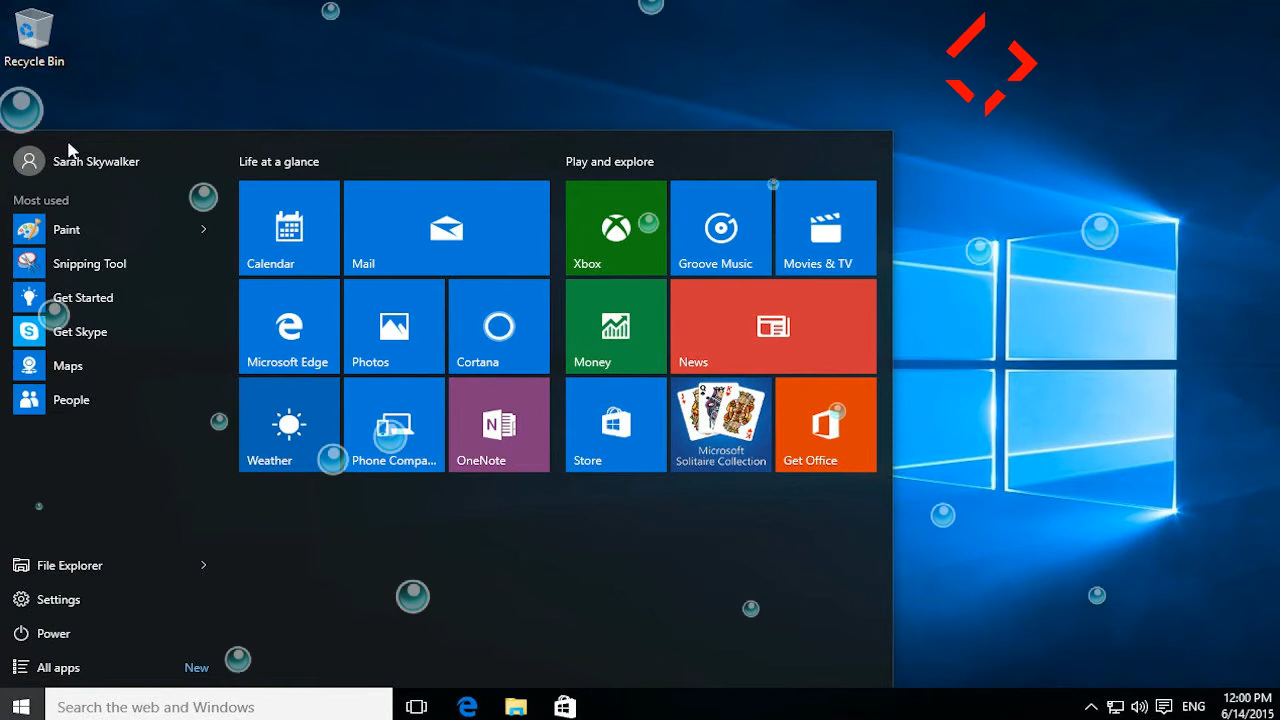 Recycle Bin
Sarah Skywalker
Life at a glance
Play and explore
Most used
Paint
Snipping Tool
Get Started
Get Skype
Maps
People
Calendar
Mail
Xbox
Groove Music
Movies & TV
Microsoft Edge
Photos
Cortana
Money
News
Weather
Phone Compa...
N
OneNote
Store
Microsoft
Solitaire Collection
Get Office
File Explorer
Settings
Power
All apps
New
Search the web and Windows
ENG
12:00 PM
6/14/2015